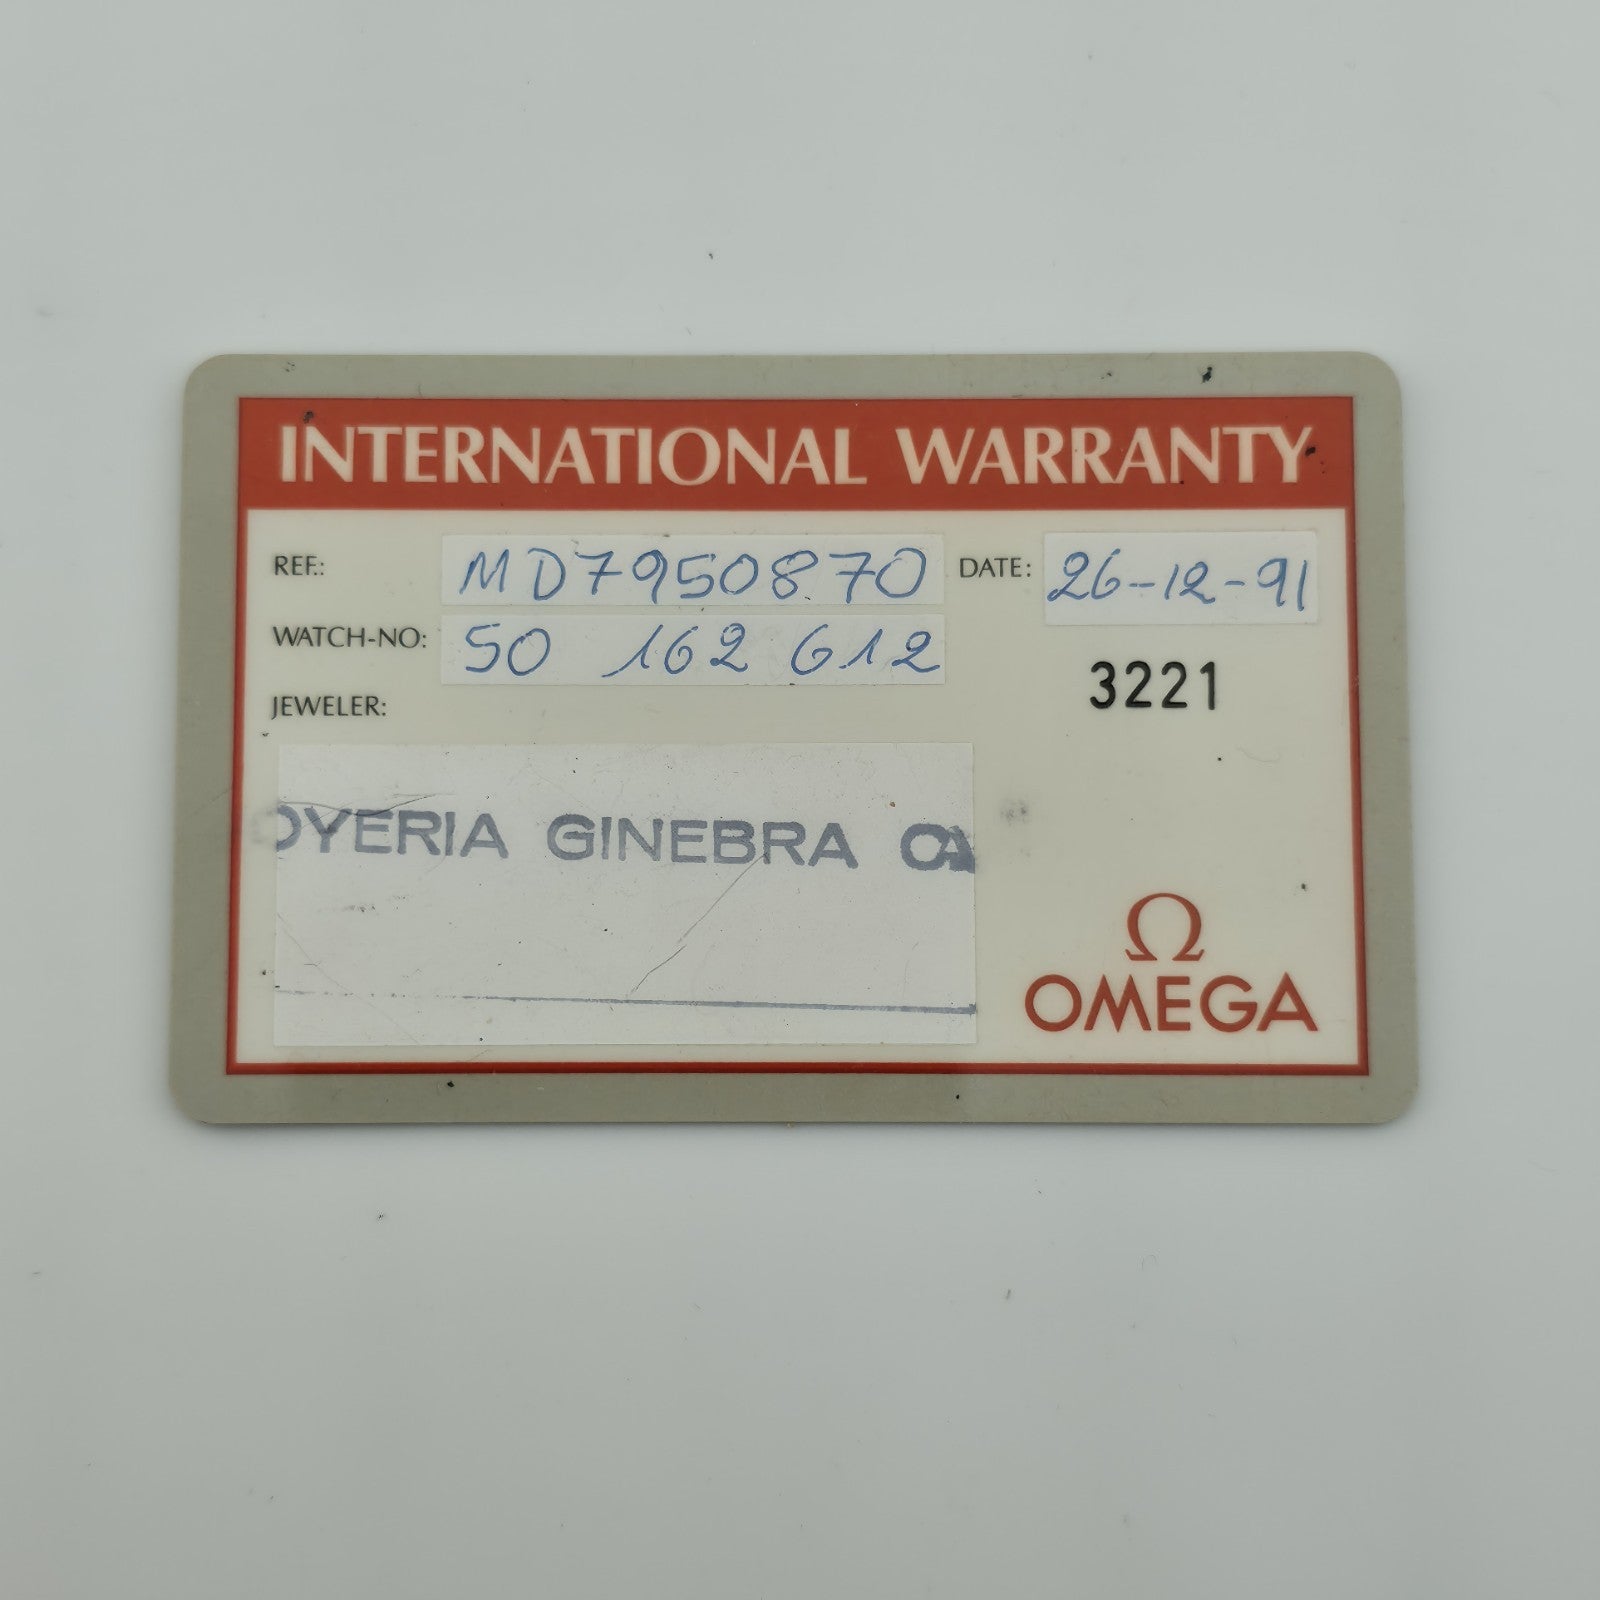 INTERNATIONAL WARRANTY
REF.: MD7950870 DATE: 26-12-91
WATCH-NO: 50 162 612
3221
JEWELER:
OYERIA GINEBRA
Ω
OMEGA